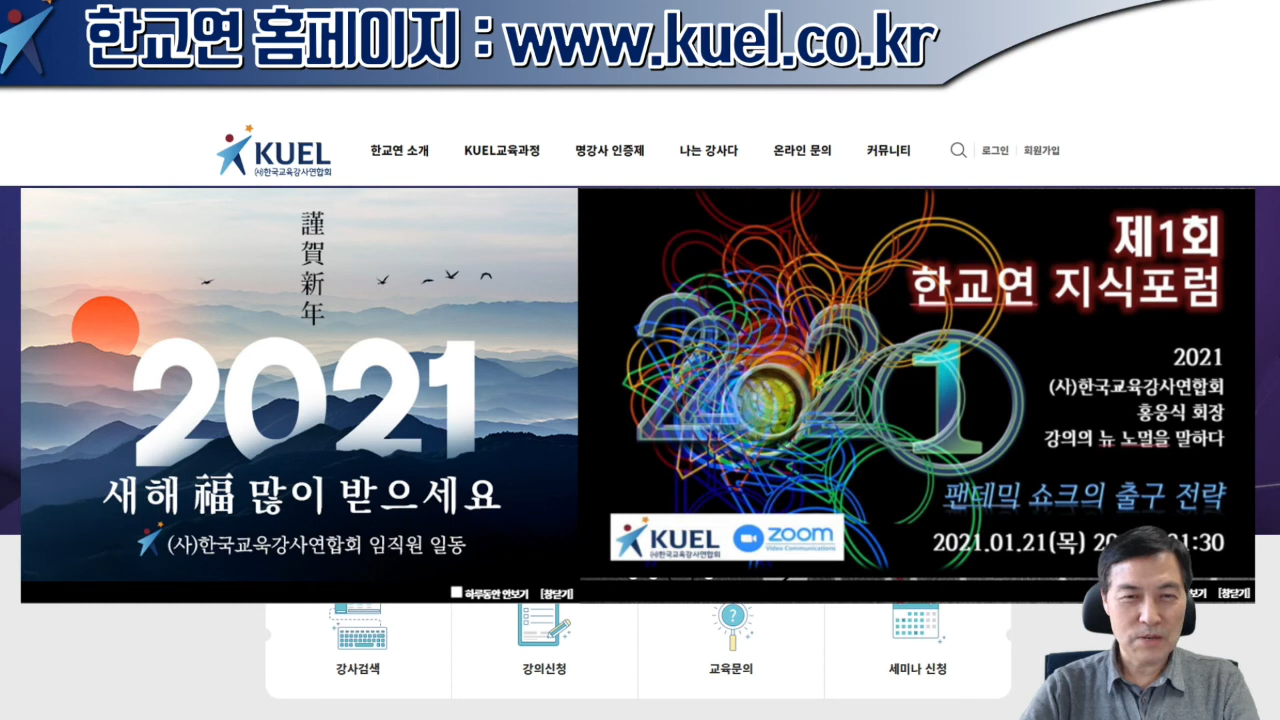 한교연 홈페이지 : www.kuel.co.kr
KUEL
(사)한국교육강사연합회
한교연 소개
KUEL교육과정
명강사 인증제
나는 강사다
온라인 문의
커뮤니티
로그인
회원가입
謹賀新年
2021
새해 福 많이 받으세요
(사)한국교육강사연합회 임직원 일동
하루동안 안보기 [창닫기]
제1회
한교연 지식포럼
2021
2021
(사)한국교육강사연합회
홍웅식 회장
강의의 뉴 노멀을 말하다
팬데믹 쇼크의 출구 전략
KUEL
(사)한국교육강사연합회
zoom
Video Communications
2021.01.21(목) 20 01:30
보기 [창닫기]
강사검색
강의신청
교육문의
세미나 신청